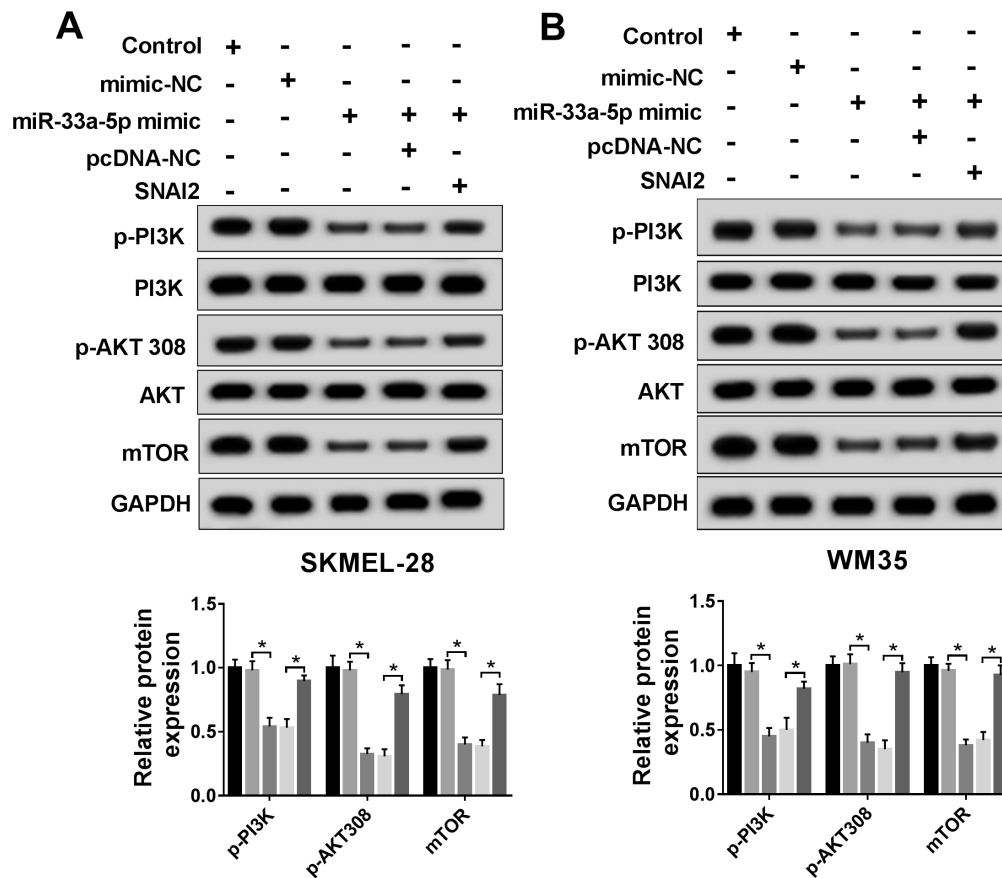 A
Control + - - - -
mimic-NC - + - - -
miR-33a-5p mimic - - + + +
pcDNA-NC - - - + -
SNAI2 - - - - +
p-PI3K
PI3K
p-AKT 308
AKT
mTOR
GAPDH
SKMEL-28
Relative protein
expression
1.5
1.0
0.5
0.0
* * * * * *
p-PI3K
p-AKT308
mTOR
B
Control + - - - -
mimic-NC - + - - -
miR-33a-5p mimic - - + + +
pcDNA-NC - - - + -
SNAI2 - - - - +
p-PI3K
PI3K
p-AKT 308
AKT
mTOR
GAPDH
WM35
Relative protein
expression
1.5
1.0
0.5
0.0
* * * * * *
p-PI3K
p-AKT308
mTOR